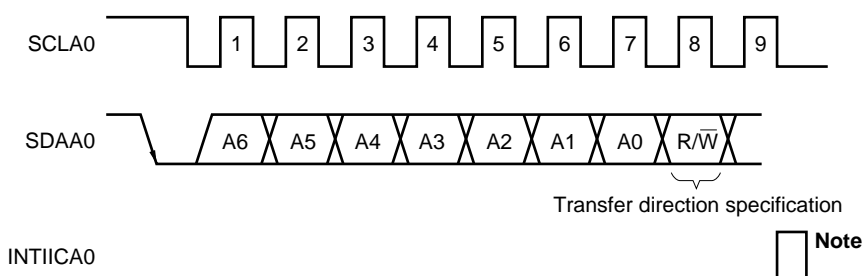 SCLA0 1 2 3 4 5 6 7 8 9
SDAA0 A6 A5 A4 A3 A2 A1 A0 R/W̅
Transfer direction specification
INTIICA0 Note